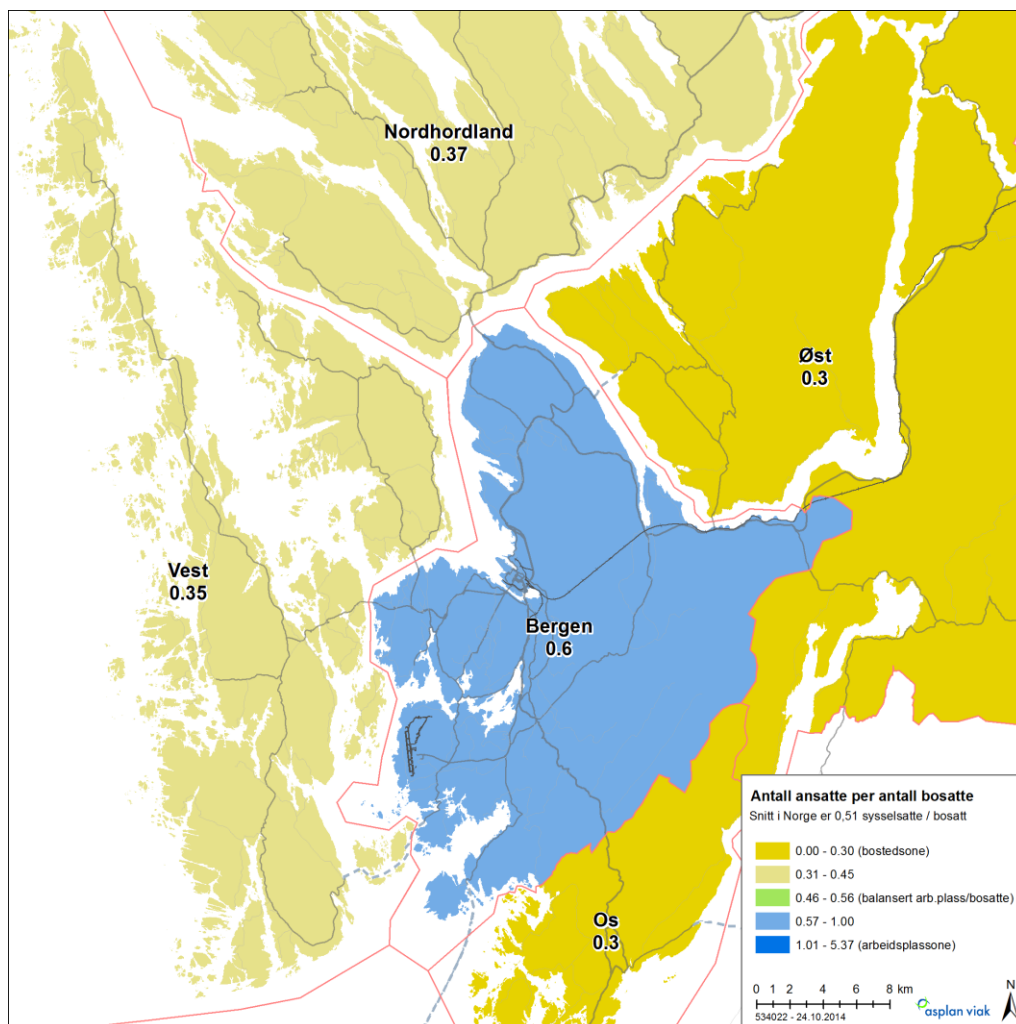 Nordhordland
0.37
Øst
0.3
Vest
0.35
Bergen
0.6
Os
0.3
Antall ansatte per antall bosatte
Snitt i Norge er 0,51 sysselsatte / bosatt
0.00 - 0.30 (bostedsone)
0.31 - 0.45
0.46 - 0.56 (balansert arb.plass/bosatte)
0.57 - 1.00
1.01 - 5.37 (arbeidsplassone)
0 1 2 4 6 8 km
N
534022 - 24.10.2014
asplan viak